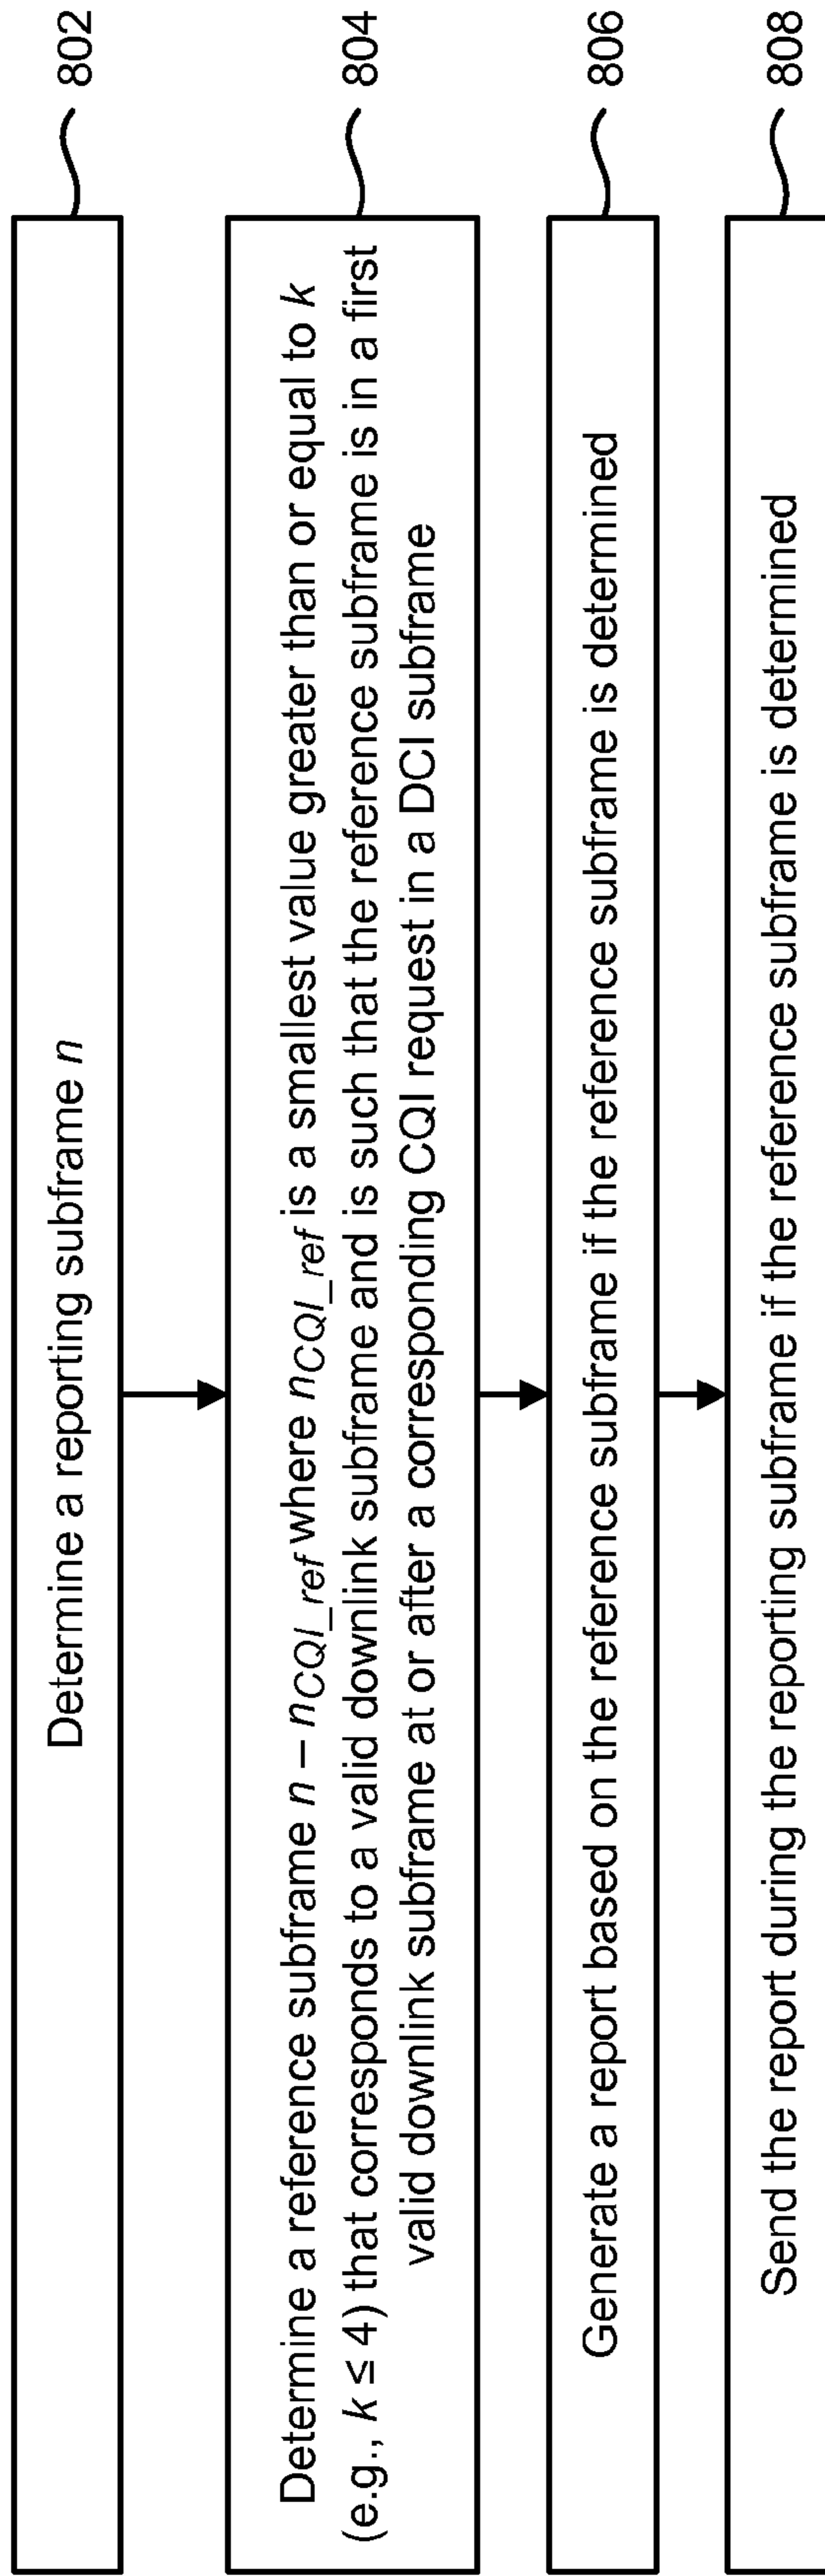 Determine a reporting subframe n
802
Determine a reference subframe n – nCQI_ref where nCQI_ref is a smallest value greater than or equal to k
(e.g., k ≤ 4) that corresponds to a valid downlink subframe and is such that the reference subframe is in a first
valid downlink subframe at or after a corresponding CQI request in a DCI subframe
804
Generate a report based on the reference subframe if the reference subframe is determined
806
Send the report during the reporting subframe if the reference subframe is determined
808